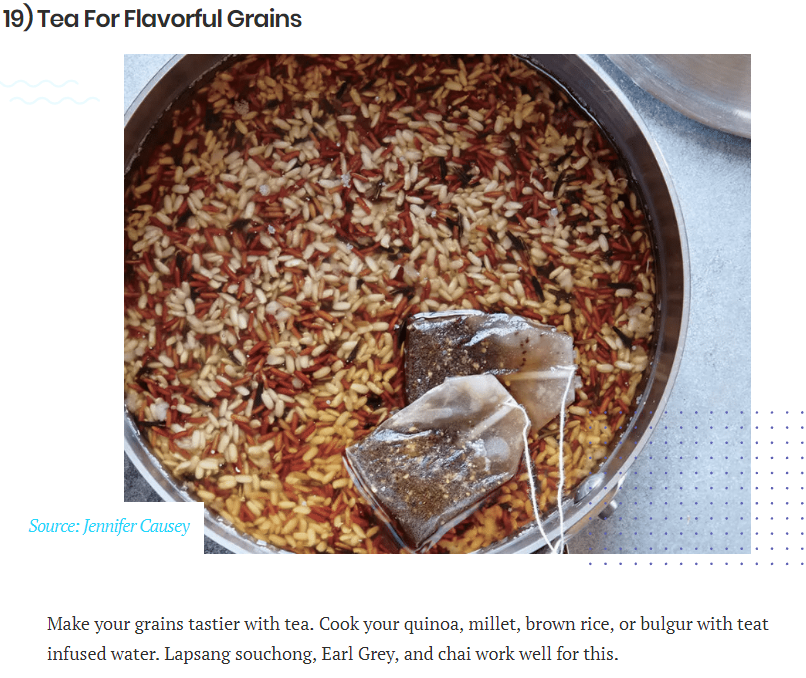 19) Tea For Flavorful Grains
Source: Jennifer Causey
Make your grains tastier with tea. Cook your quinoa, millet, brown rice, or bulgur with teat
infused water. Lapsang souchong, Earl Grey, and chai work well for this.